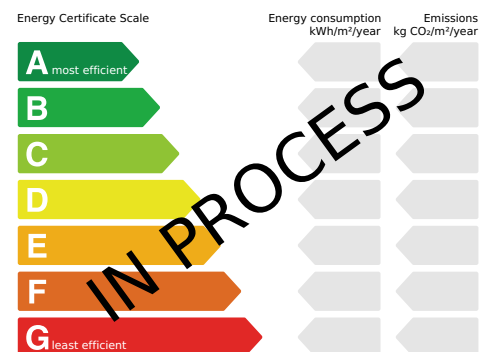 Energy Certificate Scale
Energy consumption
kWh/m²/year
Emissions
kg CO₂/m²/year
A most efficient
B
C
D
E
F
G least efficient
IN PROCESS